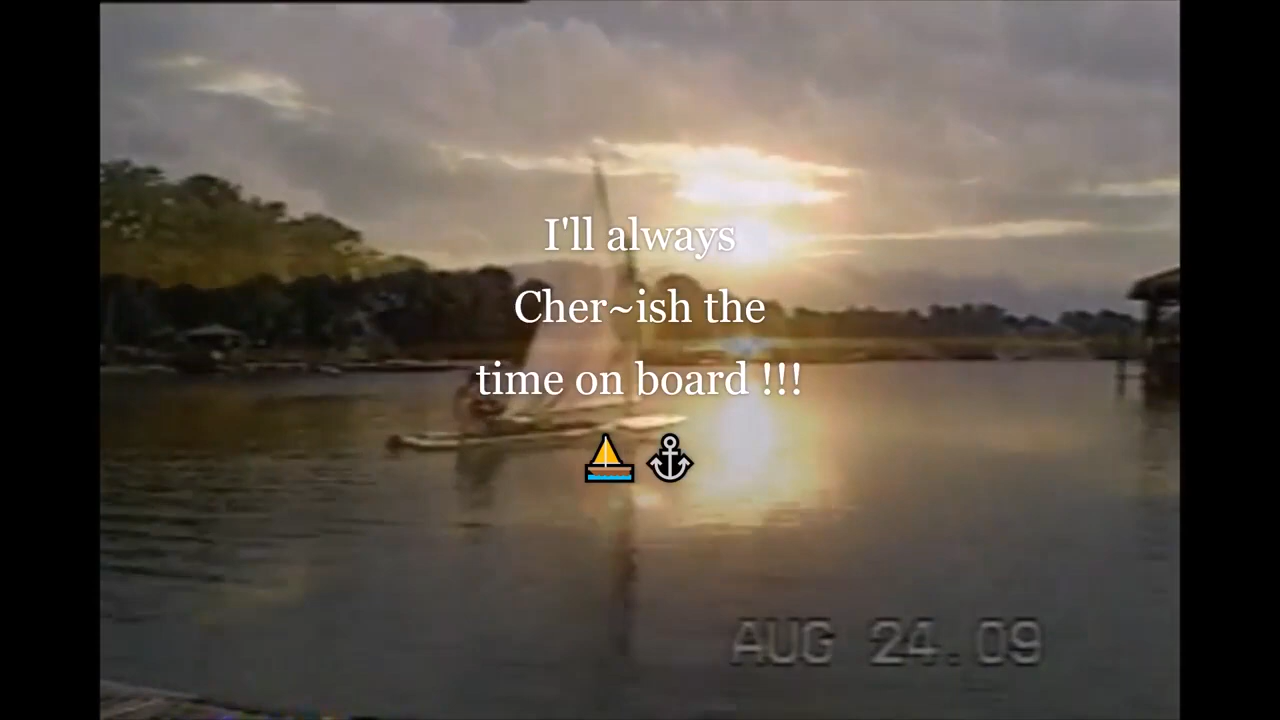 I'll always
Cher~ish the
time on board !!!
⛵ ⚓
AUG 24.09